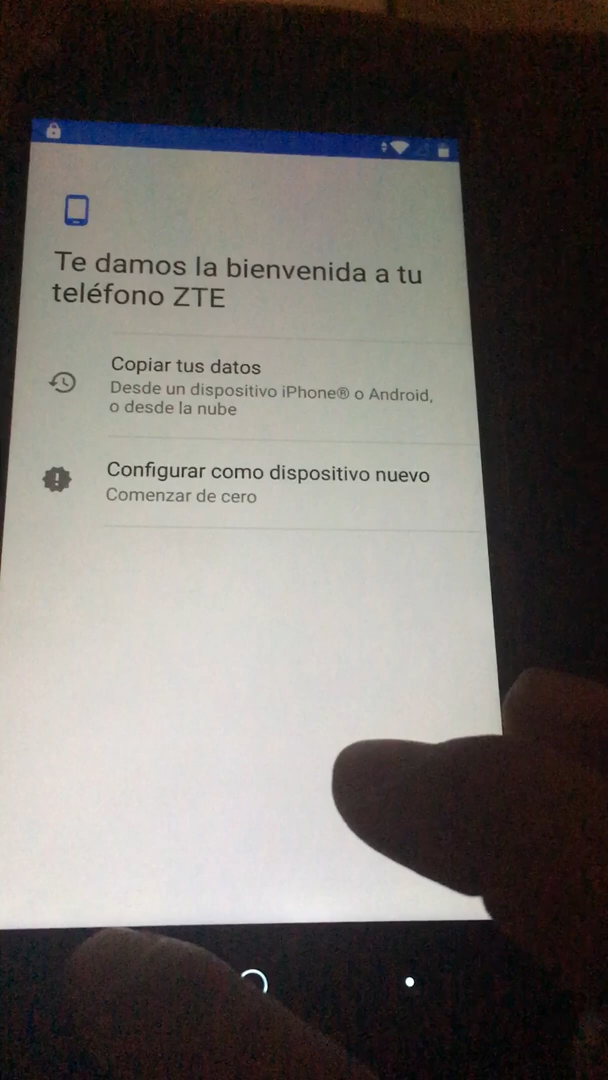 Te damos la bienvenida a tu
teléfono ZTE
Copiar tus datos
Desde un dispositivo iPhone® o Android,
o desde la nube
Configurar como dispositivo nuevo
Comenzar de cero